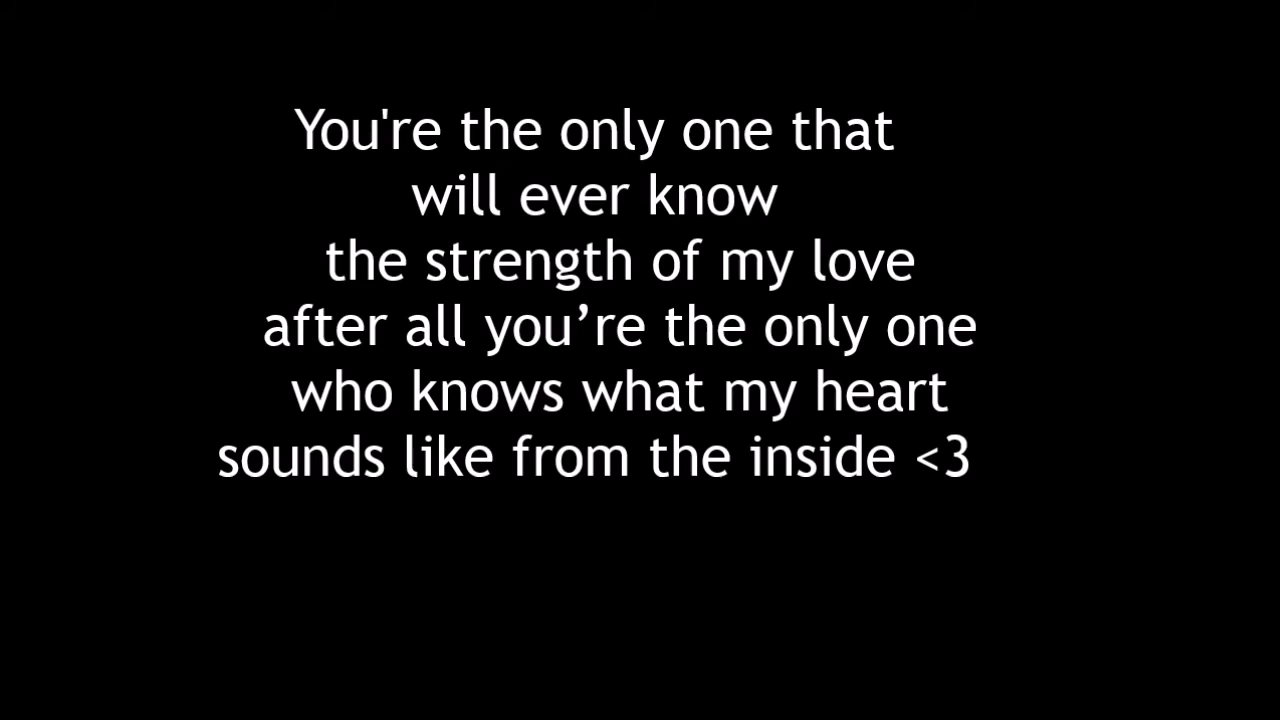 You're the only one that
will ever know
the strength of my love
after all you’re the only one
who knows what my heart
sounds like from the inside <3